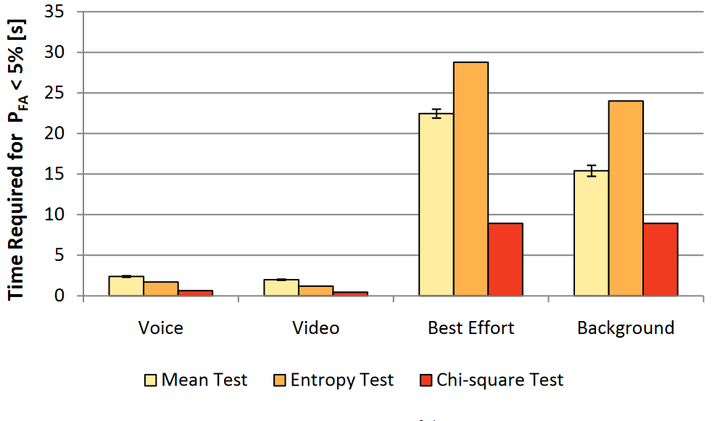 Time Required for P_FA < 5% [s]
35
30
25
20
15
10
5
0
Voice Video Best Effort Background
Mean Test Entropy Test Chi-square Test